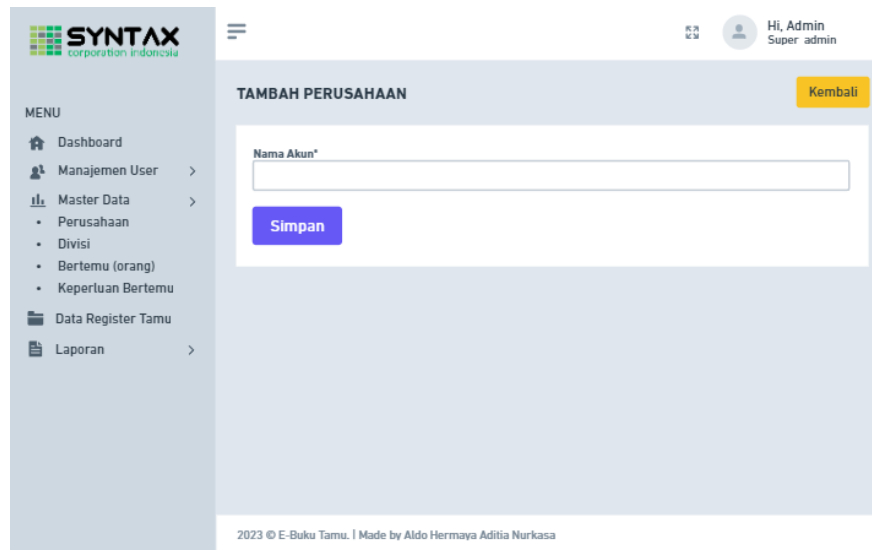 SYNTAX
corporation indonesia
Hi, Admin
Super admin
MENU
Dashboard
Manajemen User
Master Data
Perusahaan
Divisi
Bertemu (orang)
Keperluan Bertemu
Data Register Tamu
Laporan
TAMBAH PERUSAHAAN
Kembali
Nama Akun*
Simpan
2023 © E-Buku Tamu. | Made by Aldo Hermaya Aditia Nurkasa